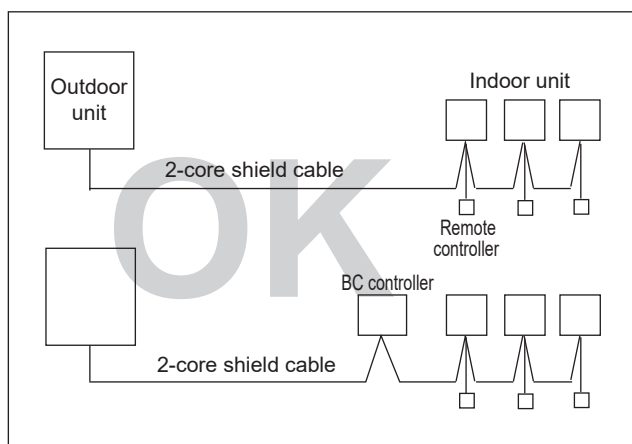 Outdoor
unit
Indoor unit
2-core shield cable
OK
Remote
controller
BC controller
2-core shield cable